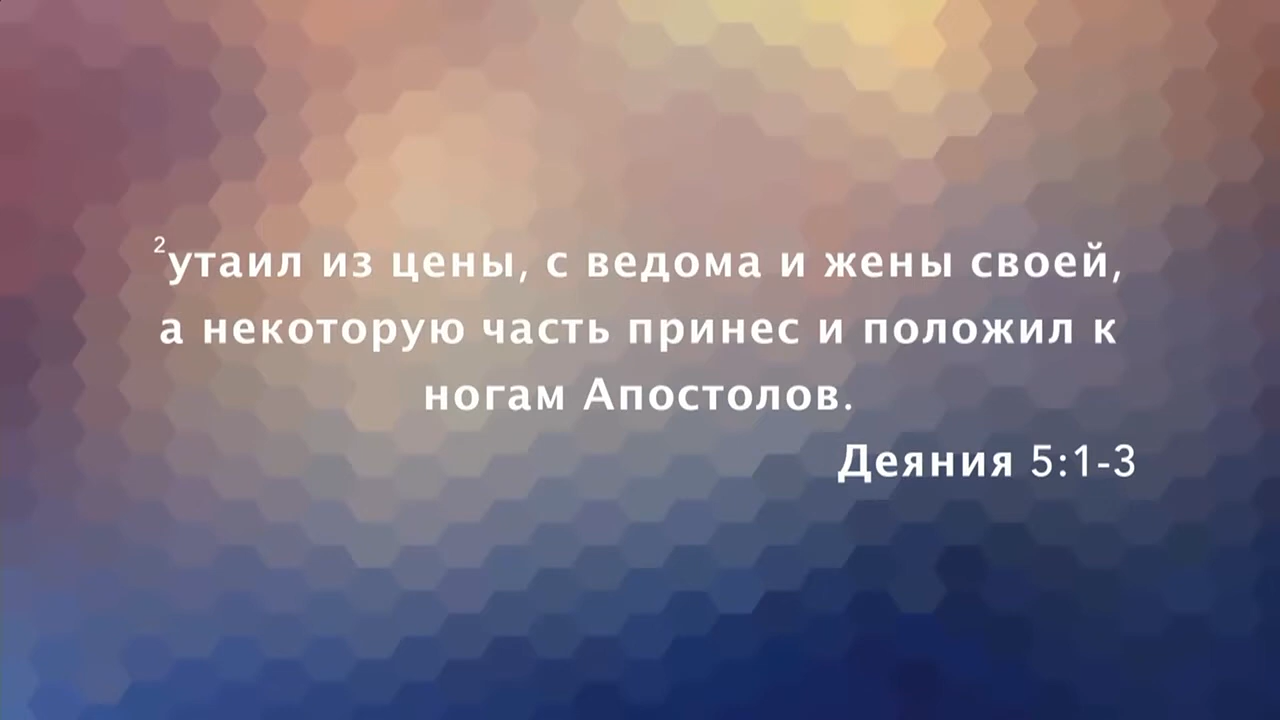 ²утаил из цены, с ведома и жены своей,
а некоторую часть принес и положил к
ногам Апостолов.
Деяния 5:1-3